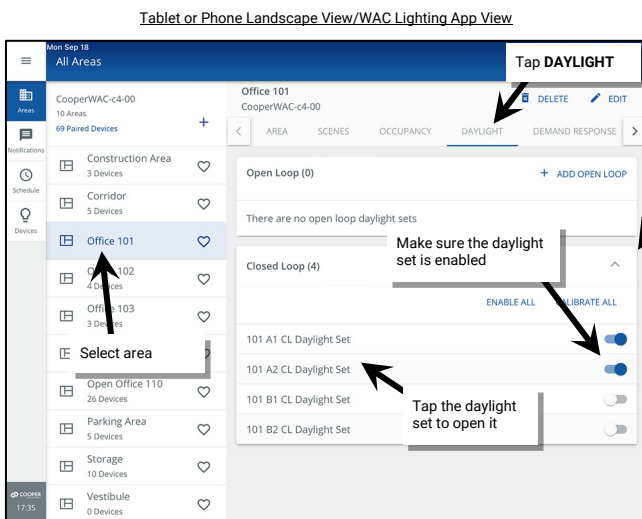 Tablet or Phone Landscape View/WAC Lighting App View
Mon Sep 18
All Areas
Tap DAYLIGHT
Areas
Notifications
Schedule
Devices
COOPER
17:35
CooperWAC-c4-00
10 Areas
69 Paired Devices
+
Construction Area
3 Devices
Corridor
5 Devices
Office 101
102
4 Devices
Office 103
Select area
Open Office 110
26 Devices
Parking Area
5 Devices
Storage
10 Devices
Vestibule
0 Devices
Office 101
CooperWAC-c4-00
DELETE
EDIT
< AREA SCENES OCCUPANCY DAYLIGHT DEMAND RESPONSE >
Open Loop (0)
+ ADD OPEN LOOP
There are no open loop daylight sets
Make sure the daylight
set is enabled
Closed Loop (4)
ENABLE ALL CALIBRATE ALL
101 A1 CL Daylight Set
101 A2 CL Daylight Set
101 B1 CL Daylight Set
101 B2 CL Daylight Set
Tap the daylight
set to open it